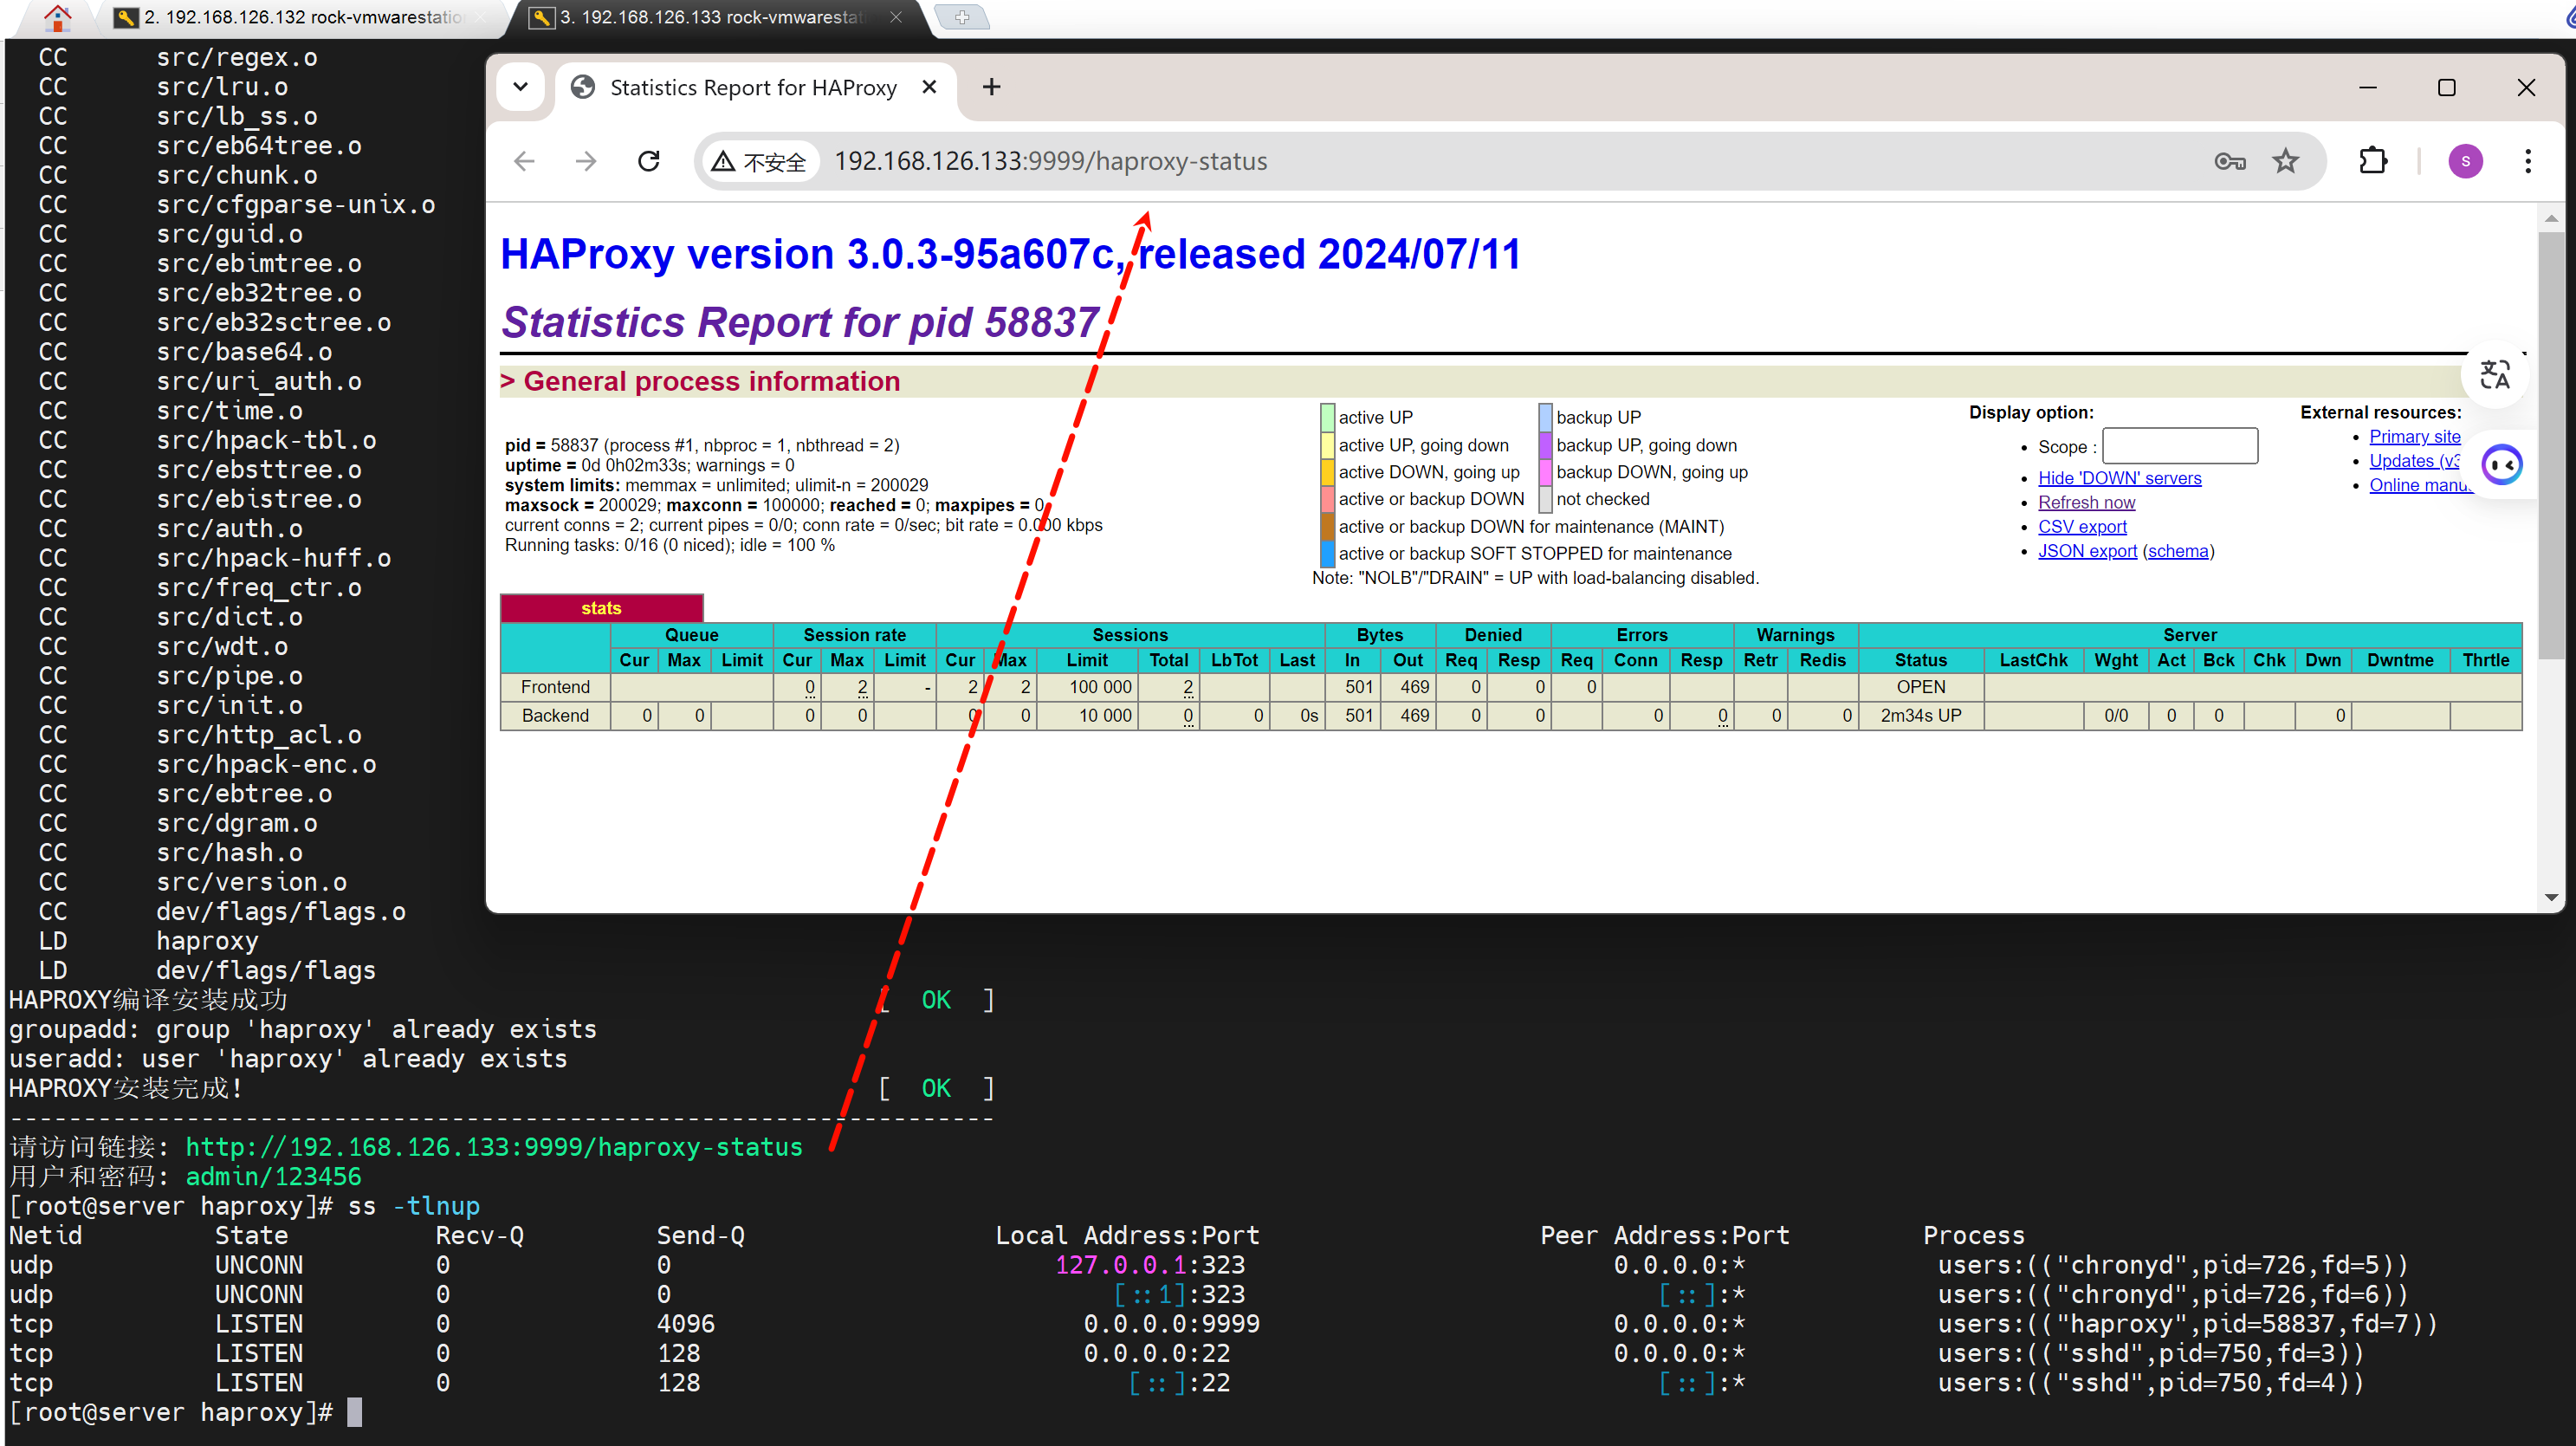 2. 192.168.126.132 rock-vmwarestatio
3. 192.168.126.133 rock-vmwarestat
CC src/regex.o
CC src/lru.o
CC src/lb_ss.o
CC src/eb64tree.o
CC src/chunk.o
CC src/cfgparse-unix.o
CC src/guid.o
CC src/ebimtree.o
CC src/eb32tree.o
CC src/eb32sctree.o
CC src/base64.o
CC src/uri_auth.o
CC src/time.o
CC src/hpack-tbl.o
CC src/ebsttree.o
CC src/ebistree.o
CC src/auth.o
CC src/hpack-huff.o
CC src/freq_ctr.o
CC src/dict.o
CC src/wdt.o
CC src/pipe.o
CC src/init.o
CC src/http_acl.o
CC src/hpack-enc.o
CC src/ebtree.o
CC src/dgram.o
CC src/hash.o
CC src/version.o
CC dev/flags/flags.o
LD haproxy
LD dev/flags/flags
HAPROXY编译安装成功 [ OK ]
groupadd: group 'haproxy' already exists
useradd: user 'haproxy' already exists
HAPROXY安装完成! [ OK ]
-------------------------------------------------------------------
请访问链接: http://192.168.126.133:9999/haproxy-status
用户和密码: admin/123456
[root@server haproxy]# ss -tlnup
Netid State Recv-Q Send-Q Local Address:Port Peer Address:Port Process
udp UNCONN 0 0 127.0.0.1:323 0.0.0.0:* users:(("chronyd",pid=726,fd=5))
udp UNCONN 0 0 [::1]:323 [::]:* users:(("chronyd",pid=726,fd=6))
tcp LISTEN 0 4096 0.0.0.0:9999 0.0.0.0:* users:(("haproxy",pid=58837,fd=7))
tcp LISTEN 0 128 0.0.0.0:22 0.0.0.0:* users:(("sshd",pid=750,fd=3))
tcp LISTEN 0 128 [::]:22 [::]:* users:(("sshd",pid=750,fd=4))
[root@server haproxy]#
Statistics Report for HAProxy
不安全 192.168.126.133:9999/haproxy-status
S
HAProxy version 3.0.3-95a607c, released 2024/07/11
Statistics Report for pid 58837
> General process information
pid = 58837 (process #1, nbproc = 1, nbthread = 2)
uptime = 0d 0h02m33s; warnings = 0
system limits: memmax = unlimited; ulimit-n = 200029
maxsock = 200029; maxconn = 100000; reached = 0; maxpipes = 0
current conns = 2; current pipes = 0/0; conn rate = 0/sec; bit rate = 0.000 kbps
Running tasks: 0/16 (0 niced); idle = 100 %
active UP backup UP
active UP, going down backup UP, going down
active DOWN, going up backup DOWN, going up
active or backup DOWN not checked
active or backup DOWN for maintenance (MAINT)
active or backup SOFT STOPPED for maintenance
Note: "NOLB"/"DRAIN" = UP with load-balancing disabled.
Display option:
Scope :
Hide 'DOWN' servers
Refresh now
CSV export
JSON export (schema)
External resources:
Primary site
Updates (v3
Online manu
stats
Queue Session rate Sessions Bytes Denied Errors Warnings Server
Cur Max Limit Cur Max Limit Cur Max Limit Total LbTot Last In Out Req Resp Req Conn Resp Retr Redis Status LastChk Wght Act Bck Chk Dwn Dwntme Thrtle
Frontend 0 2 - 2 2 100 000 2 501 469 0 0 0 OPEN
Backend 0 0 0 0 0 0 10 000 0 0 0s 501 469 0 0 0 0 0 0 2m34s UP 0/0 0 0 0